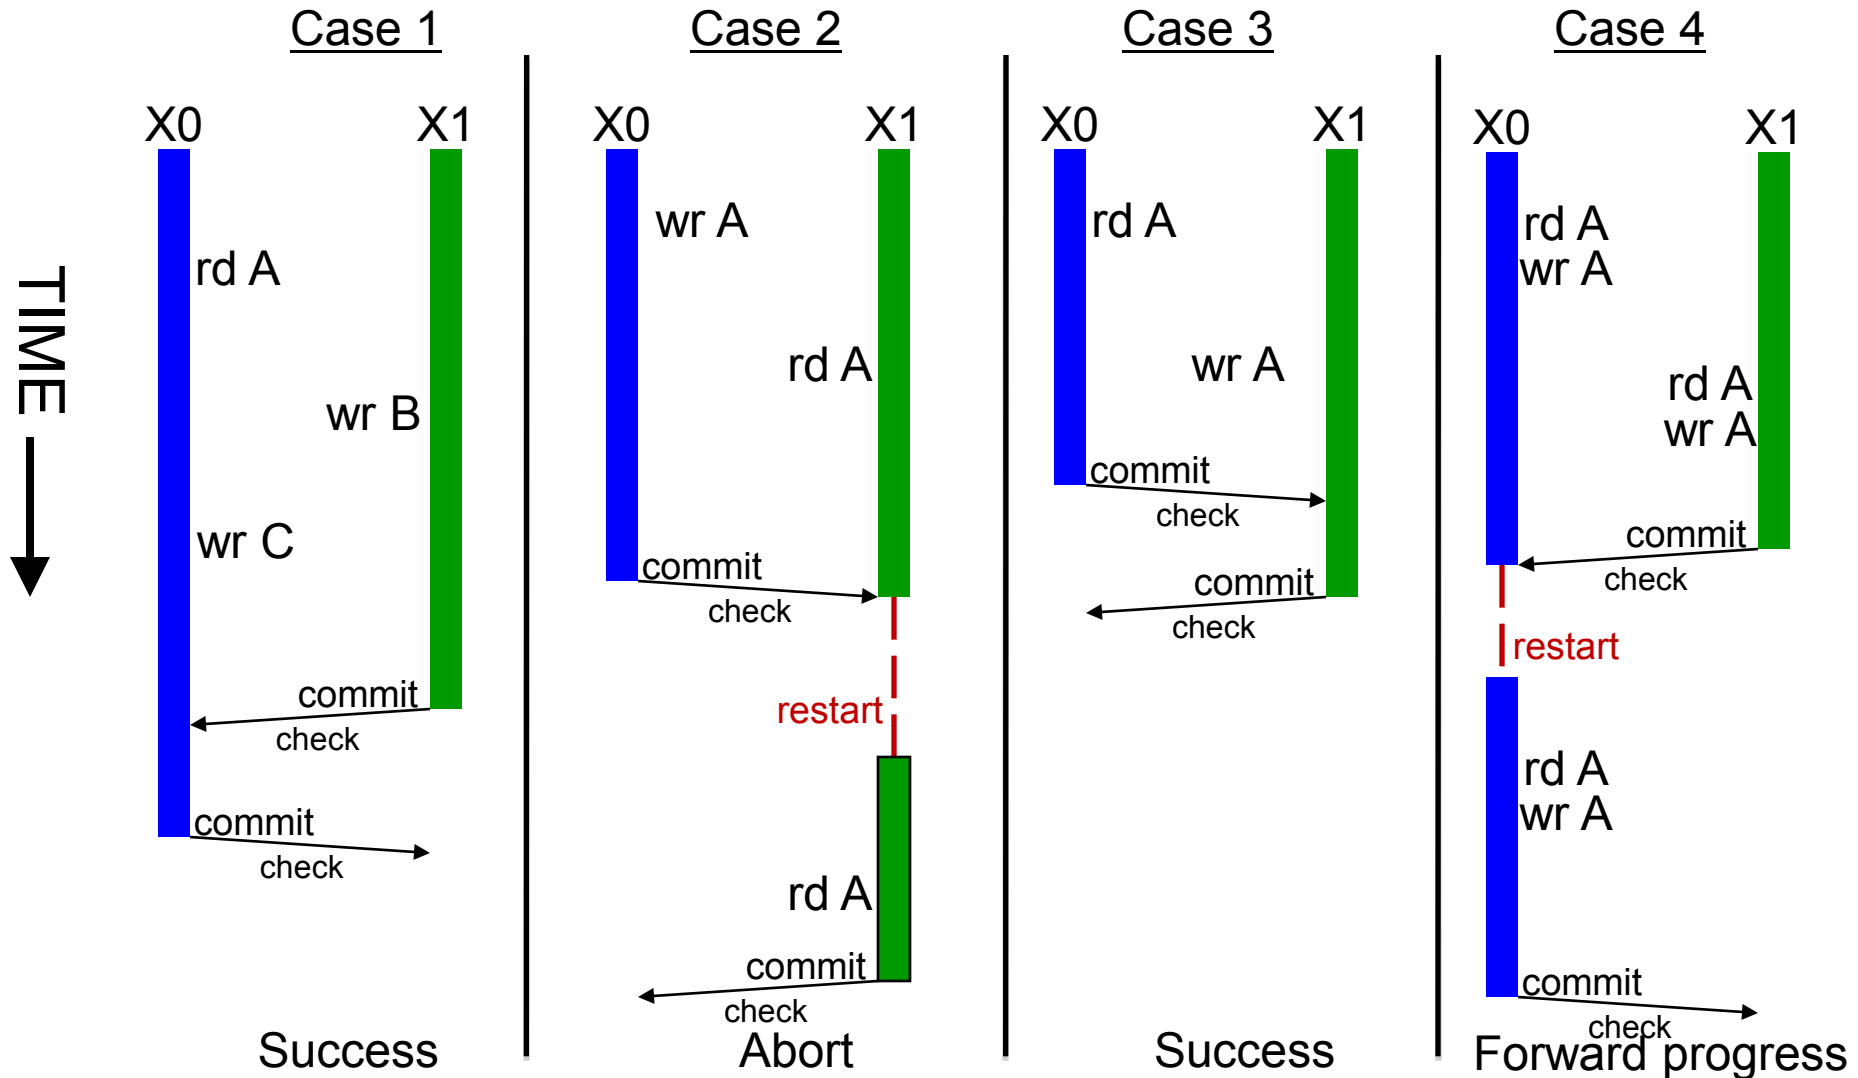 Case 1
Case 2
Case 3
Case 4
TIME
X0
X1
rd A
wr B
wr C
commit
check
commit
check
Success
X0
X1
wr A
rd A
commit
check
restart
rd A
commit
check
Abort
X0
X1
rd A
wr A
commit
check
commit
check
Success
X0
X1
rd A
wr A
rd A
wr A
commit
check
restart
rd A
wr A
commit
check
Forward progress